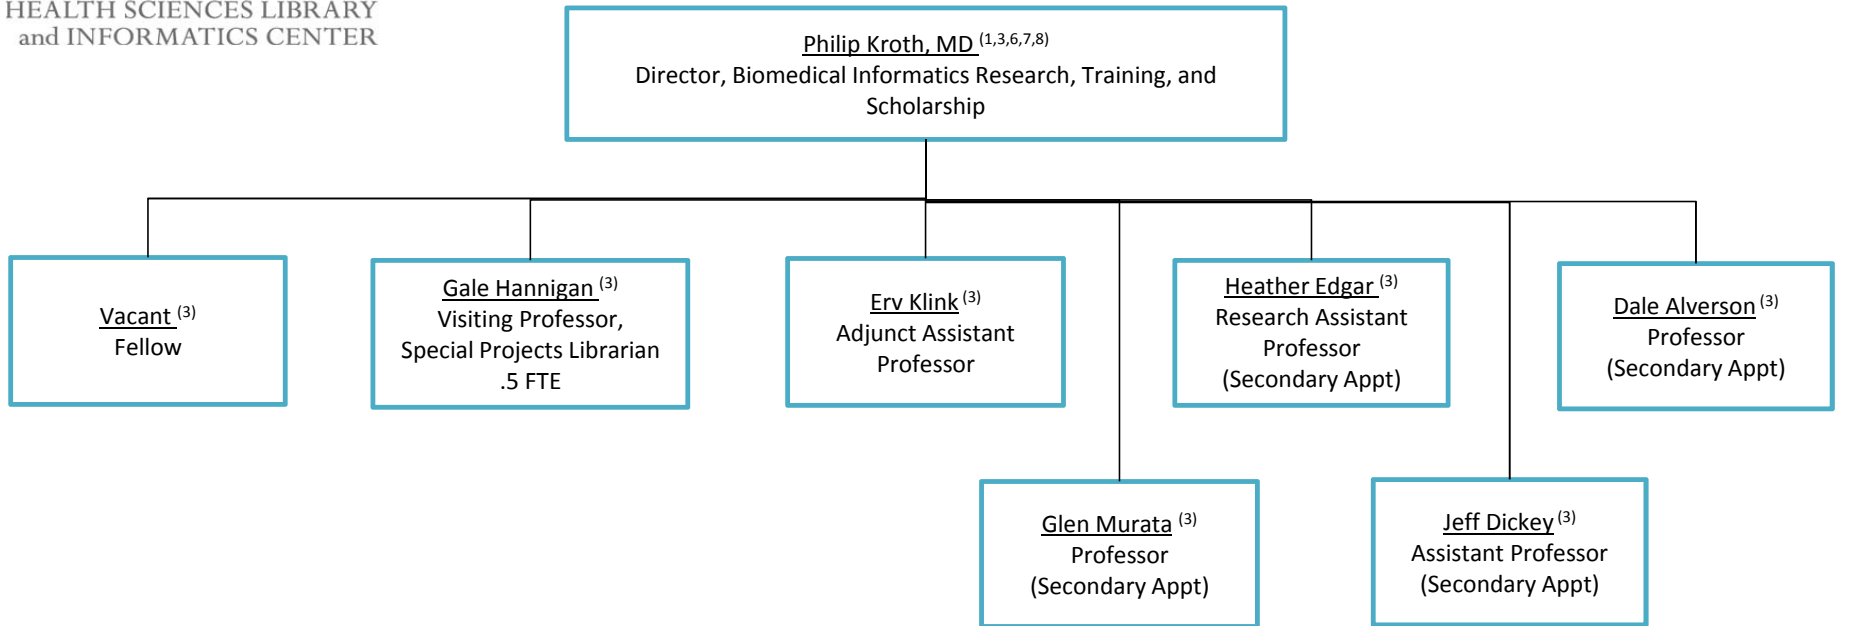 HEALTH SCIENCES LIBRARY
and INFORMATICS CENTER
Philip Kroth, MD (1,3,6,7,8)
Director, Biomedical Informatics Research, Training, and
Scholarship
Vacant (3)
Fellow
Gale Hannigan (3)
Visiting Professor,
Special Projects Librarian
.5 FTE
Erv Klink (3)
Adjunct Assistant
Professor
Heather Edgar (3)
Research Assistant
Professor
(Secondary Appt)
Dale Alverson (3)
Professor
(Secondary Appt)
Glen Murata (3)
Professor
(Secondary Appt)
Jeff Dickey (3)
Assistant Professor
(Secondary Appt)